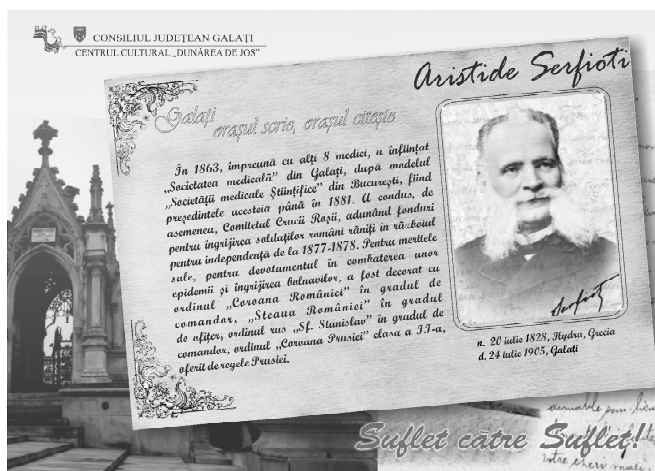 CONSILIUL JUDEȚEAN GALAȚI
CENTRUL CULTURAL „DUNĂREA DE JOS”
Aristide Serfioti
Galați
orașul scrie, orașul citește
În 1863, împreună cu alți 8 medici, a înființat
„Societatea medicală” din Galați, după modelul
„Societății medicale Științifice” din București, fiind
președintele acestoia până în 1881. A condus, de
asemenea, Comitetul Crucii Roșii, adunând fonduri
pentru îngrijirea soldaților români răniți în războiul
pentru independență de la 1877-1878. Pentru meritele
sale, pentru devotamentul în combaterea unor
epidemii și îngrijirea bolnavilor, a fost decorat cu
ordinul „Coroana României” în gradul de
comandor, „Steaua României” în gradul
de ofițer, ordinul rus „Sf. Stanislav” în gradul de
comandor, ordinul „Coroana Prusiei” clasa a II-a,
oferit de regele Prusiei.
Serfioti
n. 20 iulie 1828, Hydra, Grecia
d. 24 iulie 1905, Galați
Suflet către Suflet!